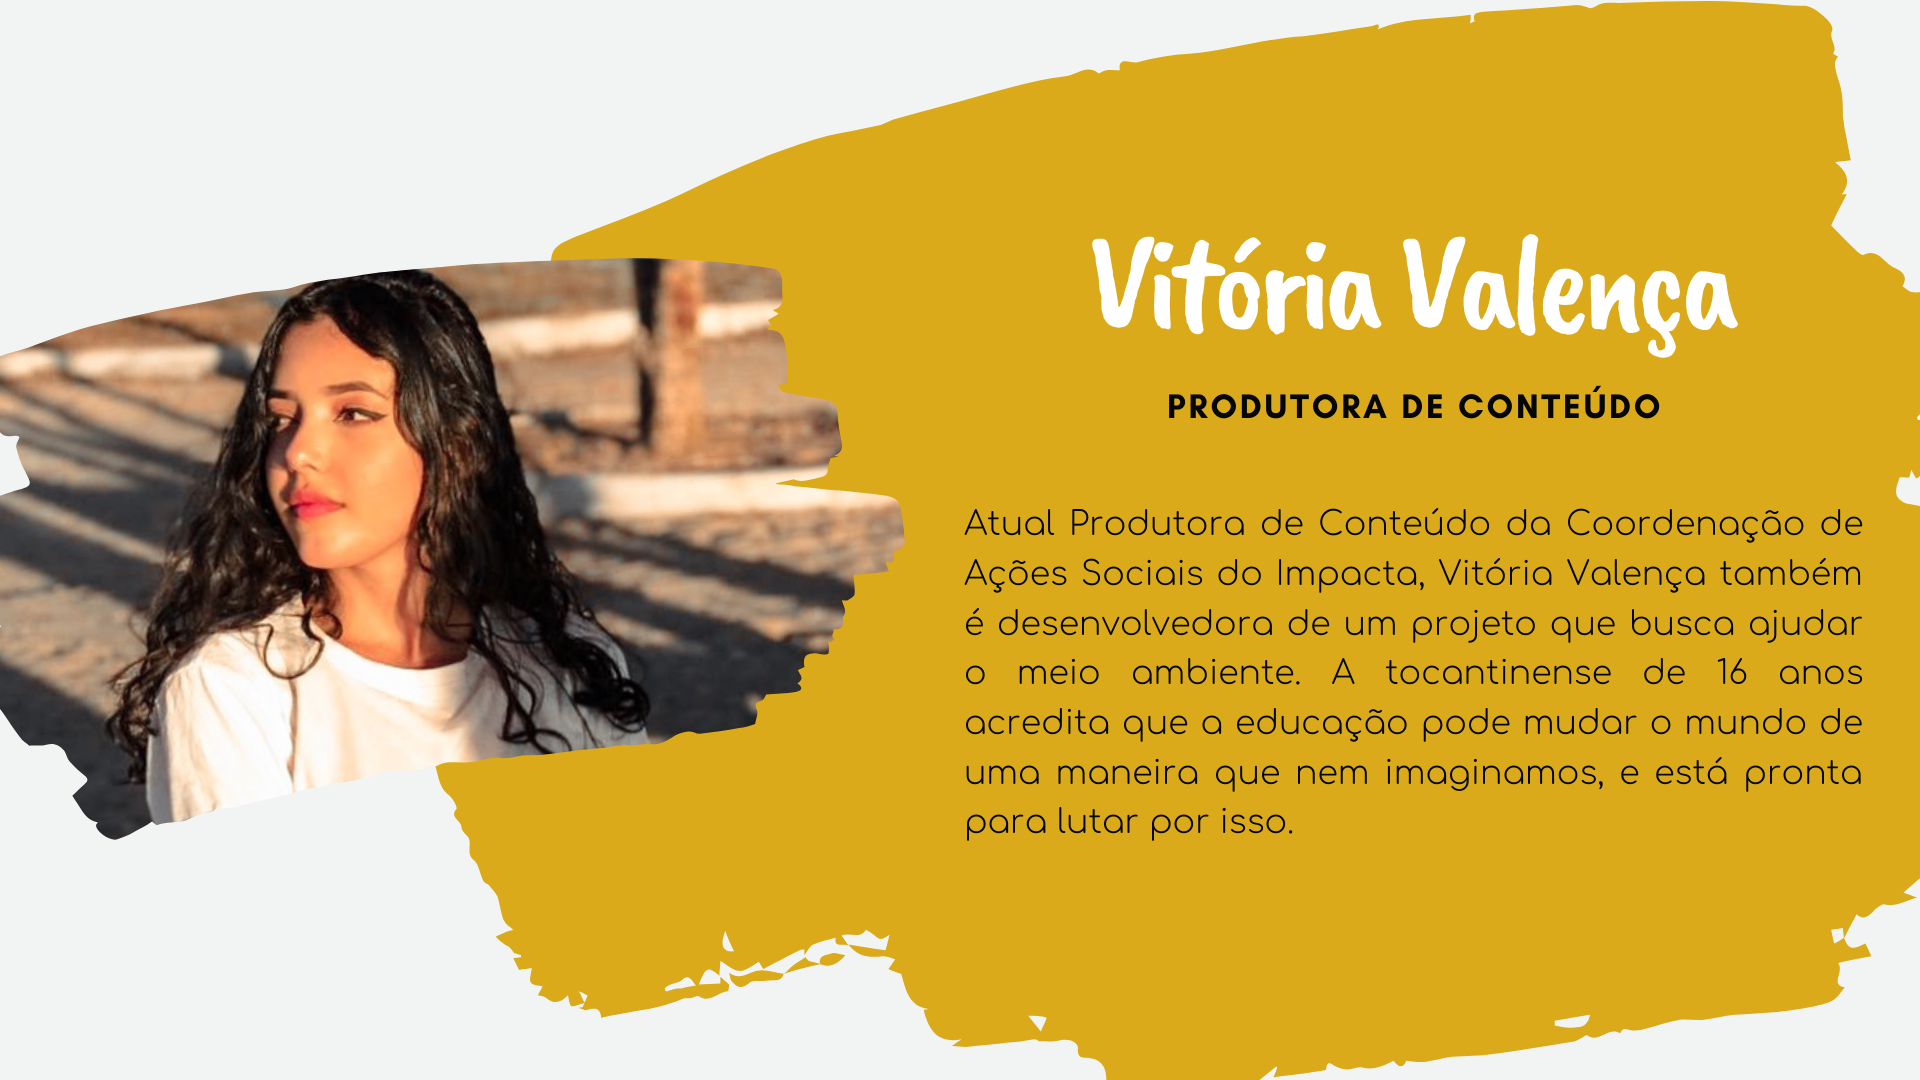 Vitória Valença
PRODUTORA DE CONTEÚDO
Atual Produtora de Conteúdo da Coordenação de
Ações Sociais do Impacta, Vitória Valença também
é desenvolvedora de um projeto que busca ajudar
o meio ambiente. A tocantinense de 16 anos
acredita que a educação pode mudar o mundo de
uma maneira que nem imaginamos, e está pronta
para lutar por isso.